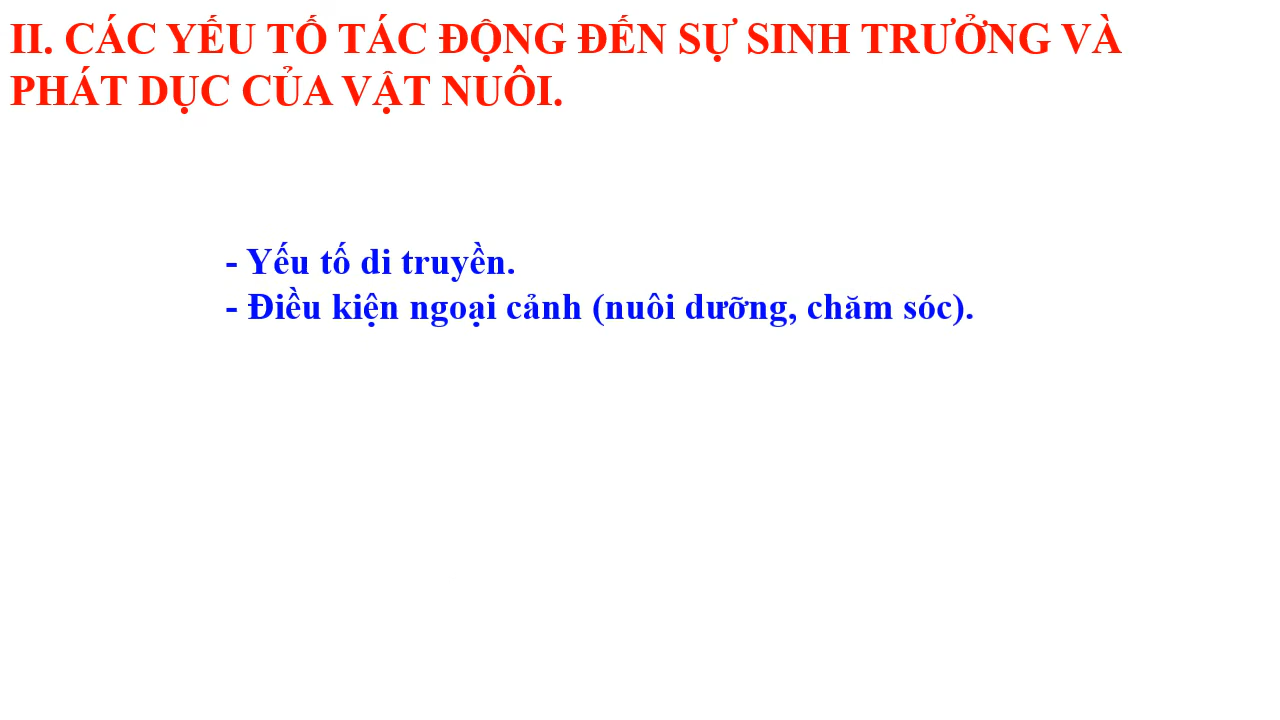 II. CÁC YẾU TỐ TÁC ĐỘNG ĐẾN SỰ SINH TRƯỞNG VÀ
PHÁT DỤC CỦA VẬT NUÔI.
- Yếu tố di truyền.
- Điều kiện ngoại cảnh (nuôi dưỡng, chăm sóc).